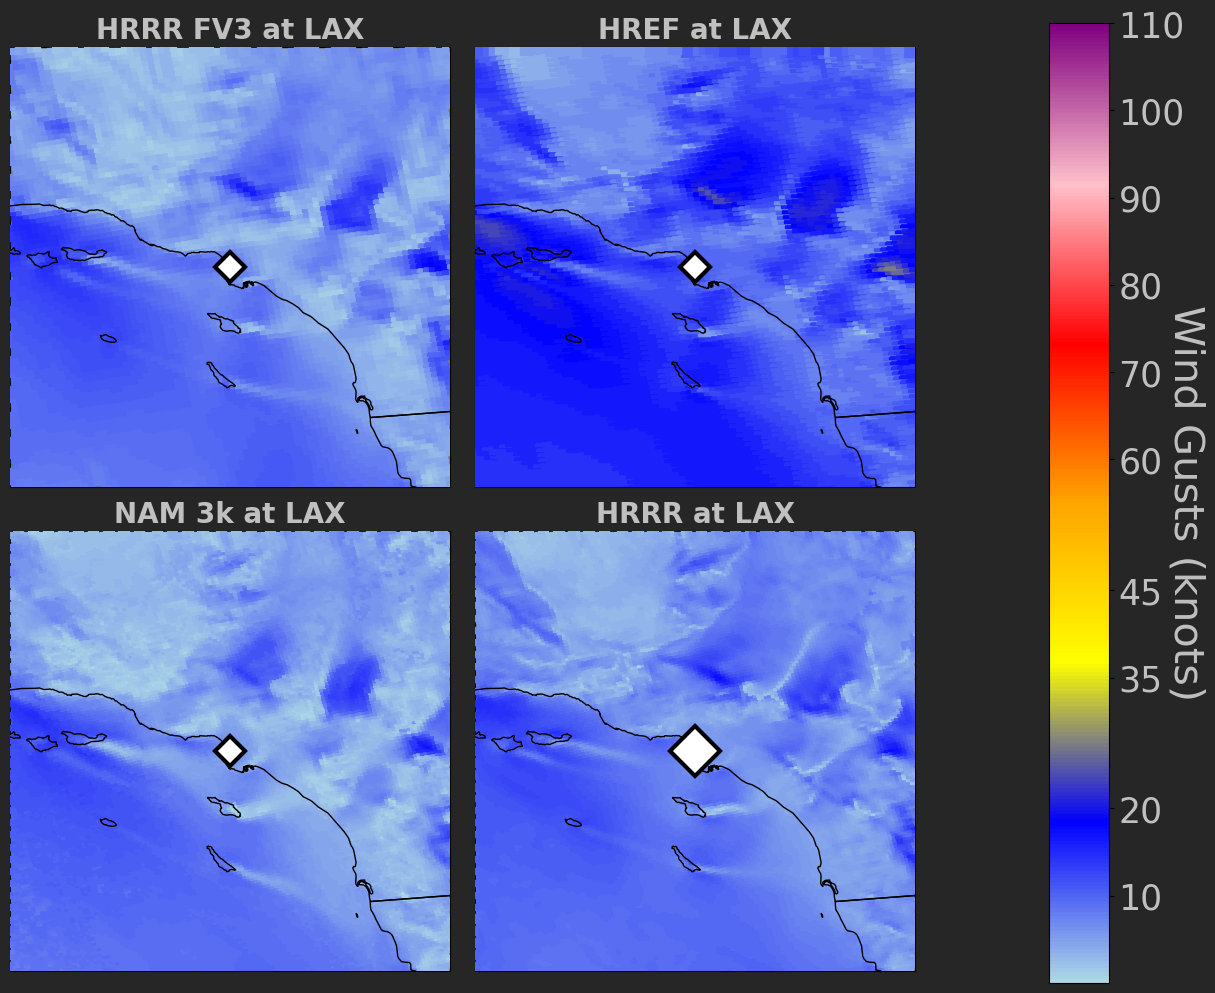 HRRR FV3 at LAX
HREF at LAX
NAM 3k at LAX
HRRR at LAX
110
100
90
80
70
60
45
35
20
10
Wind Gusts (knots)